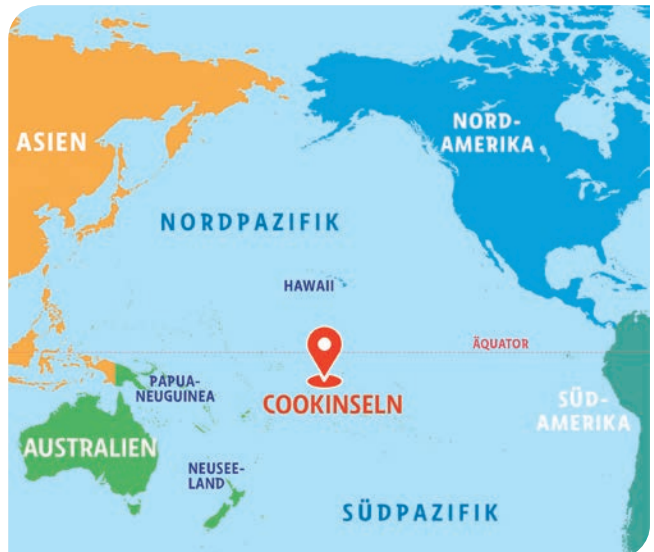 ASIEN
NORD-
AMERIKA
NORDPAZIFIK
HAWAII
ÄQUATOR
PAPUA-
NEUGUINEA
COOKINSELN
SÜD-
AMERIKA
AUSTRALIEN
NEUSEE-
LAND
SÜDPAZIFIK